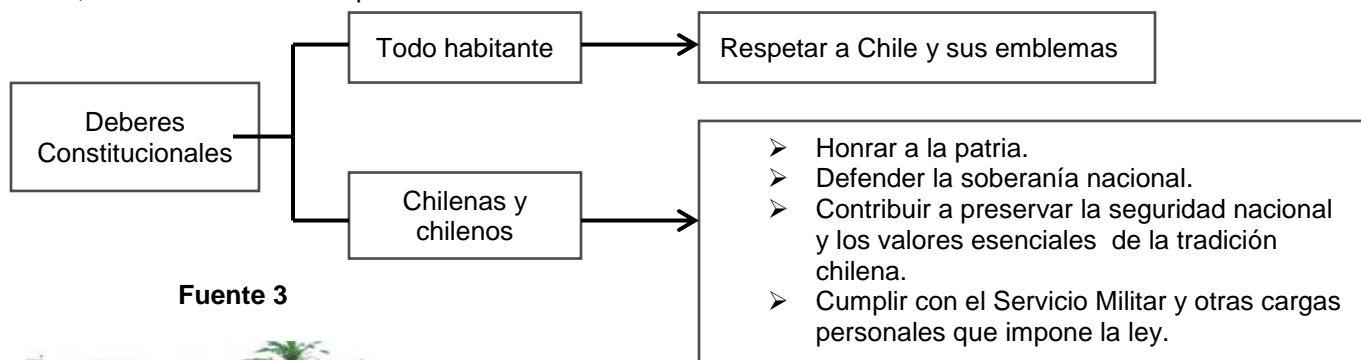 Todo habitante
Respetar a Chile y sus emblemas
Deberes
Constitucionales
Chilenas y
chilenos
➢ Honrar a la patria.
➢ Defender la soberanía nacional.
➢ Contribuir a preservar la seguridad nacional
y los valores esenciales de la tradición
chilena.
➢ Cumplir con el Servicio Militar y otras cargas
personales que impone la ley.
Fuente 3